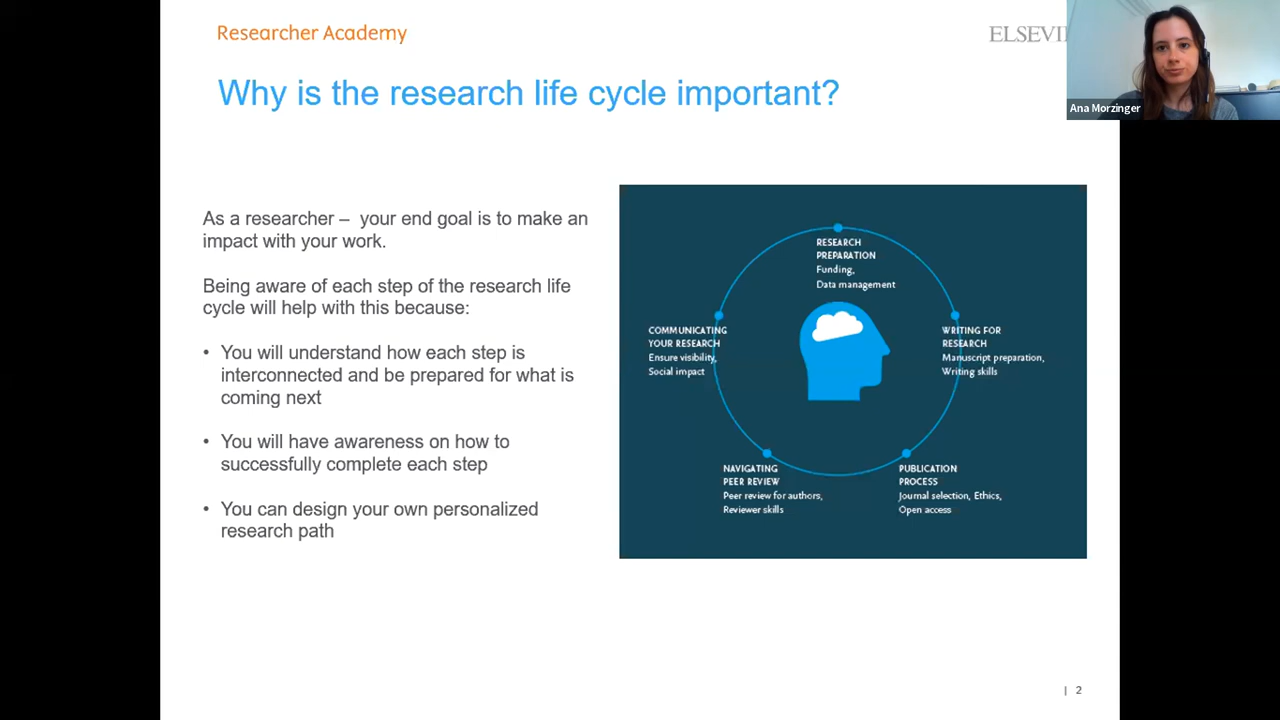 Researcher Academy
ELSEVI
Ana Morzinger
Why is the research life cycle important?
As a researcher – your end goal is to make an
impact with your work.
Being aware of each step of the research life
cycle will help with this because:
• You will understand how each step is
interconnected and be prepared for what is
coming next
• You will have awareness on how to
successfully complete each step
• You can design your own personalized
research path
RESEARCH
PREPARATION
Funding,
Data management
COMMUNICATING
YOUR RESEARCH
Ensure visibility,
Social impact
WRITING FOR
RESEARCH
Manuscript preparation,
Writing skills
NAVIGATING
PEER REVIEW
Peer review for authors,
Reviewer skills
PUBLICATION
PROCESS
Journal selection, Ethics,
Open access
| 2